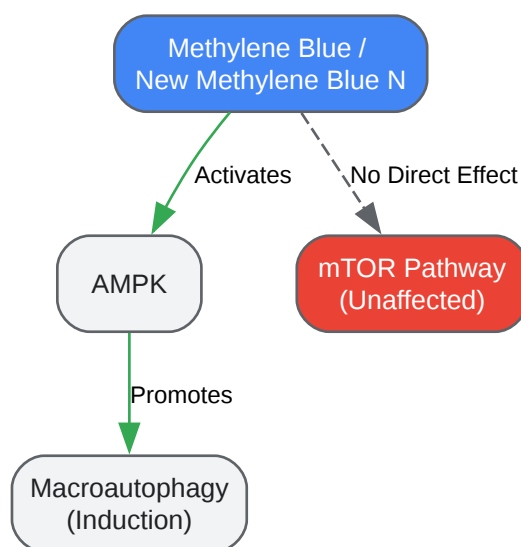 Methylene Blue /
New Methylene Blue N
Activates
No Direct Effect
AMPK
mTOR Pathway
(Unaffected)
Promotes
Macroautophagy
(Induction)